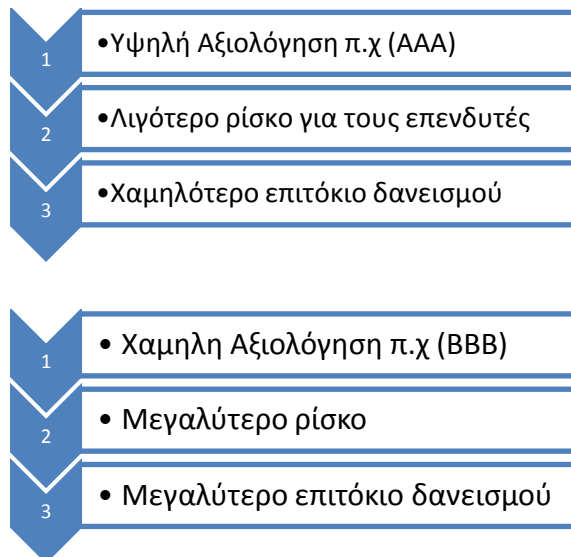 1
•Υψηλή Αξιολόγηση π.χ (ΑΑΑ)
2
•Λιγότερο ρίσκο για τους επενδυτές
3
•Χαμηλότερο επιτόκιο δανεισμού
1
• Χαμηλη Αξιολόγηση π.χ (ΒΒΒ)
2
• Μεγαλύτερο ρίσκο
3
• Μεγαλύτερο επιτόκιο δανεισμού